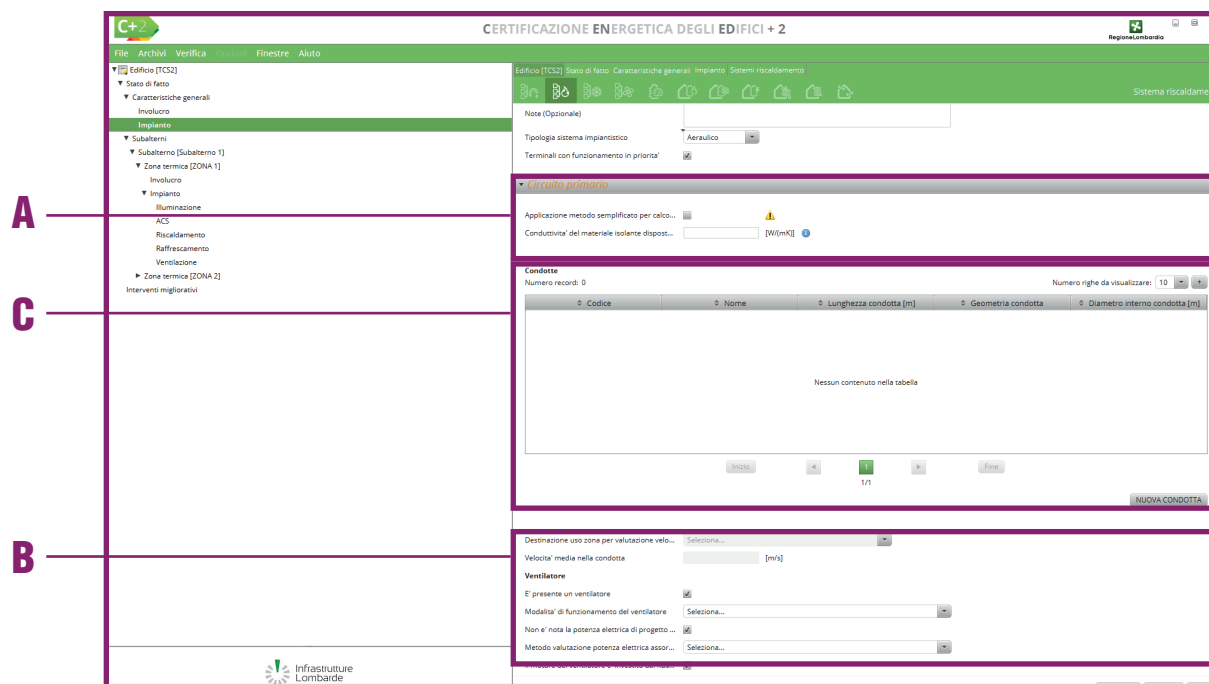 C+2
CERTIFICAZIONE ENERGETICA DEGLI EDIFICI + 2
RegioneLombardia
File Archivi Verifica Opzioni Finestre Aiuto
Edificio [TCS2]
Stato di fatto
Caratteristiche generali
Involucro
Impianto
Subalterni
Subalterno [Subalterno 1]
Zona termica [ZONA 1]
Involucro
Impianto
Illuminazione
ACS
Riscaldamento
Raffrescamento
Ventilazione
Zona termica [ZONA 2]
Interventi migliorativi
Infrastrutture
Lombarde
Edificio [TCS2] Stato di fatto Caratteristiche generali Impianto Sistemi riscaldamento
Sistema riscaldame
Note (Opzionale)
Tipologia sistema impiantistico Aeraulico
Terminali con funzionamento in priorita'
A
Circuito primario
Applicazione metodo semplificato per calco...
Conduttivita' del materiale isolante dispost... [W/(mK)]
C
Condotte
Numero record: 0 Numero righe da visualizzare: 10 +
Codice Nome Lunghezza condotta [m] Geometria condotta Diametro interno condotta [m]
Nessun contenuto nella tabella
Inizio 1 Fine
1/1
NUOVA CONDOTTA
B
Destinazione uso zona per valutazione velo... Seleziona...
Velocita' media nella condotta [m/s]
Ventilatore
E' presente un ventilatore
Modalita' di funzionamento del ventilatore Seleziona...
Non e' nota la potenza elettrica di progetto ...
Metodo valutazione potenza elettrica assor... Seleziona...